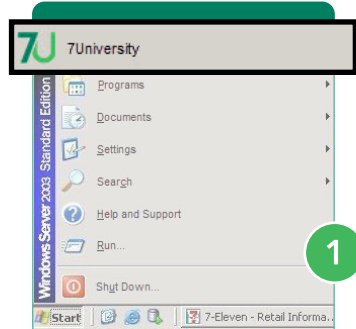 7U 7University
Programs
Documents
Settings
Search
Help and Support
Run...
Shut Down...
Windows Server 2003 Standard Edition
1
Start 7-Eleven - Retail Informa..